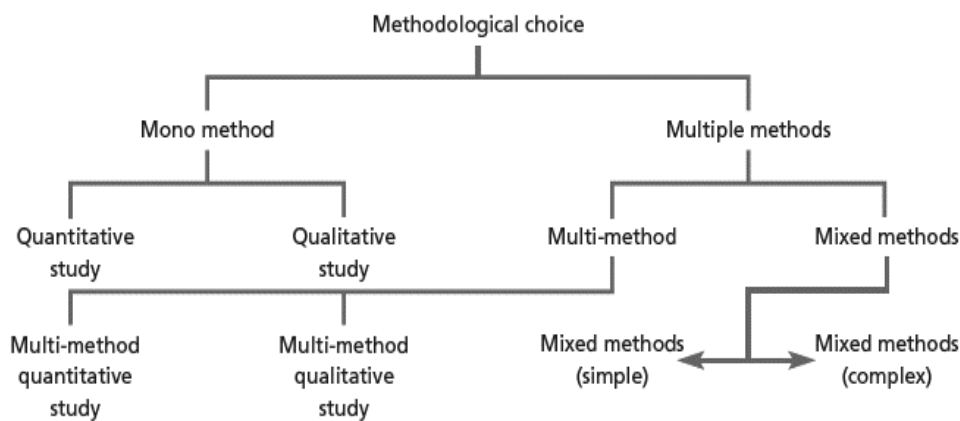 Methodological choice
Mono method
Multiple methods
Quantitative
study
Qualitative
study
Multi-method
Mixed methods
Multi-method
quantitative
study
Multi-method
qualitative
study
Mixed methods
(simple)
Mixed methods
(complex)